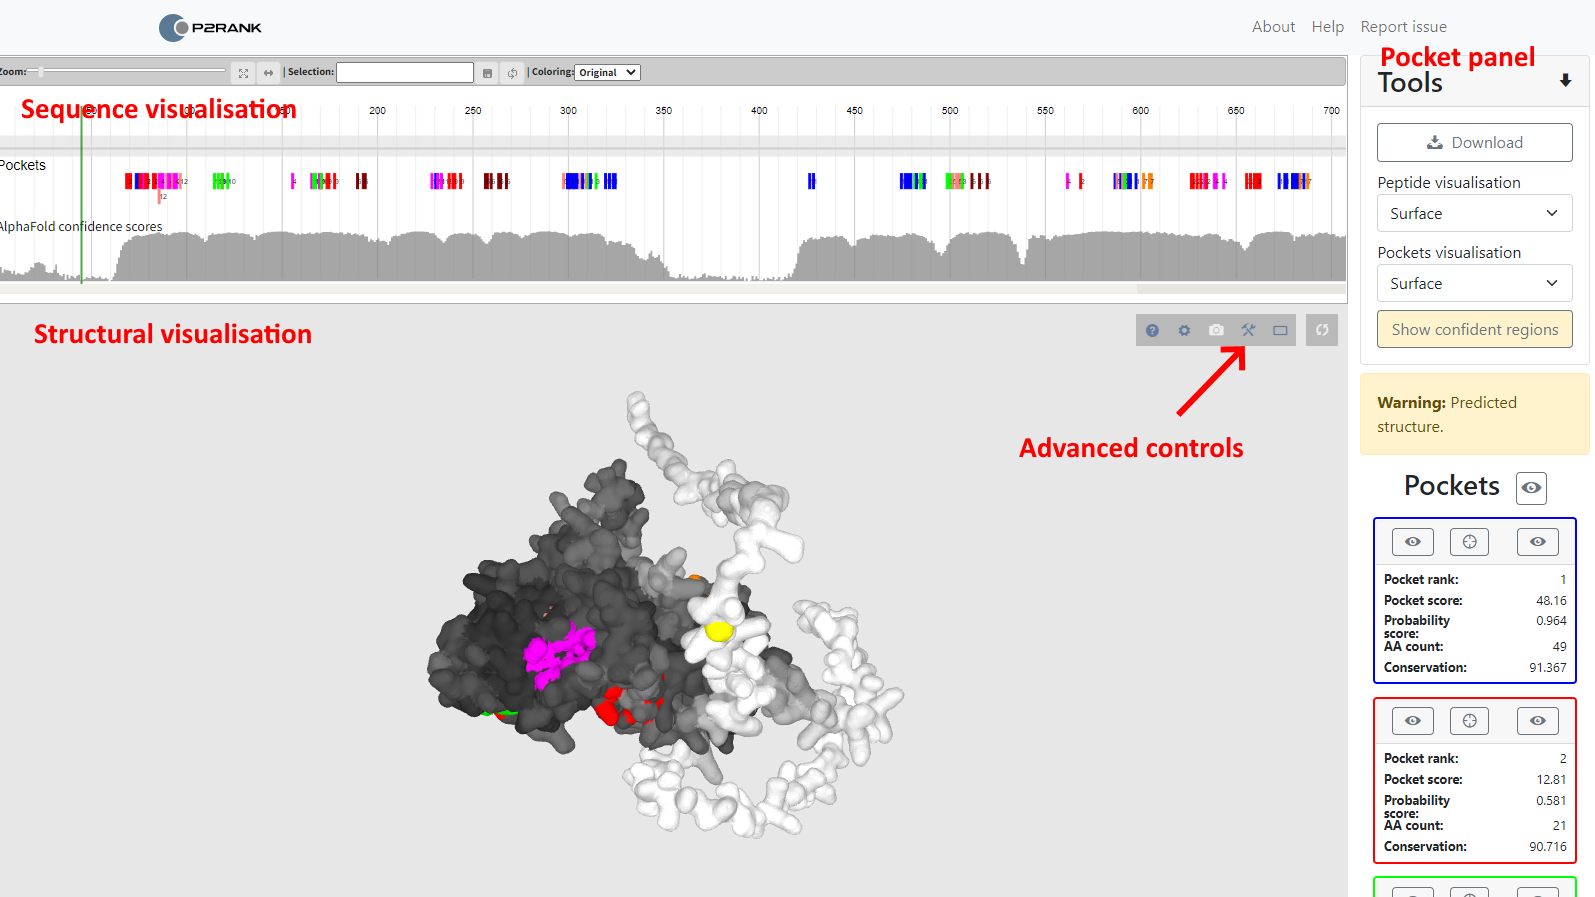 P2RANK
About Help Report issue
Zoom: | Selection: | Coloring: Original
Pocket panel
Tools
Sequence visualisation
50 150 200 250 300 350 400 450 500 550 600 650 700
Pockets
12
12
AlphaFold confidence scores
Download
Peptide visualisation
Surface
Pockets visualisation
Surface
Show confident regions
Structural visualisation
Advanced controls
Warning: Predicted
structure.
Pockets
Pocket rank: 1
Pocket score: 48.16
Probability 0.964
score:
AA count: 49
Conservation: 91.367
Pocket rank: 2
Pocket score: 12.81
Probability 0.581
score:
AA count: 21
Conservation: 90.716